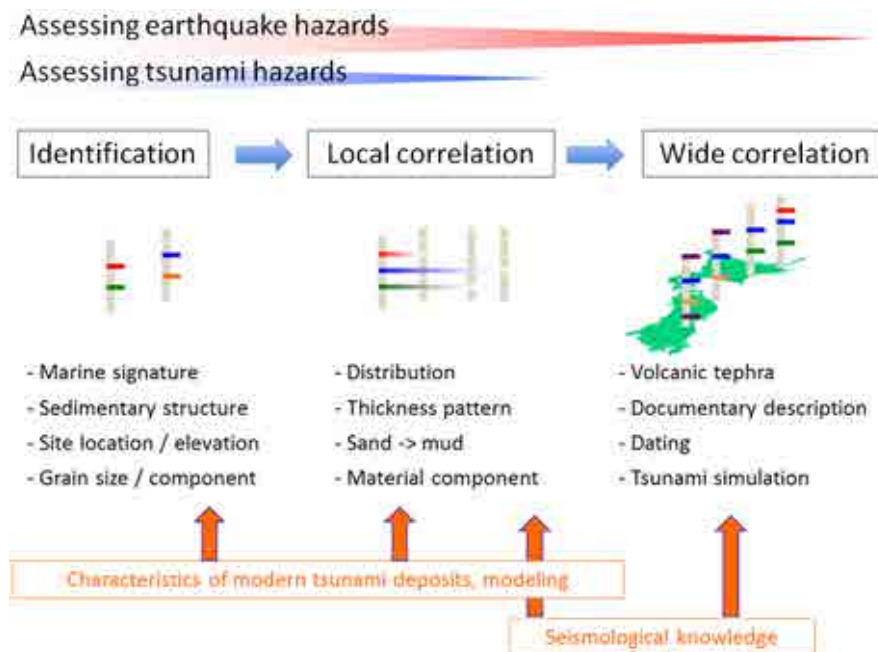 Assessing earthquake hazards
Assessing tsunami hazards
Identification
Local correlation
Wide correlation
- Marine signature
- Sedimentary structure
- Site location / elevation
- Grain size / component
- Distribution
- Thickness pattern
- Sand -> mud
- Material component
- Volcanic tephra
- Documentary description
- Dating
- Tsunami simulation
Characteristics of modern tsunami deposits, modeling
Seismological knowledge